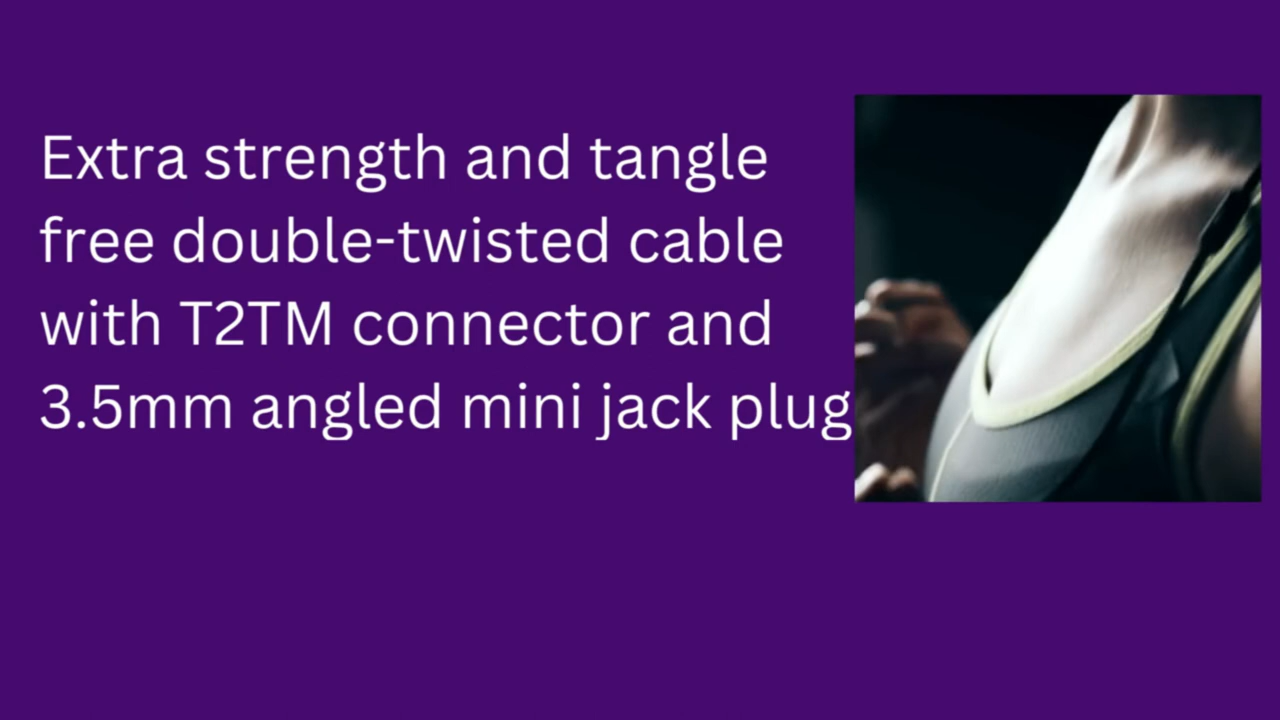 Extra strength and tangle
free double-twisted cable
with T2TM connector and
3.5mm angled mini jack plug